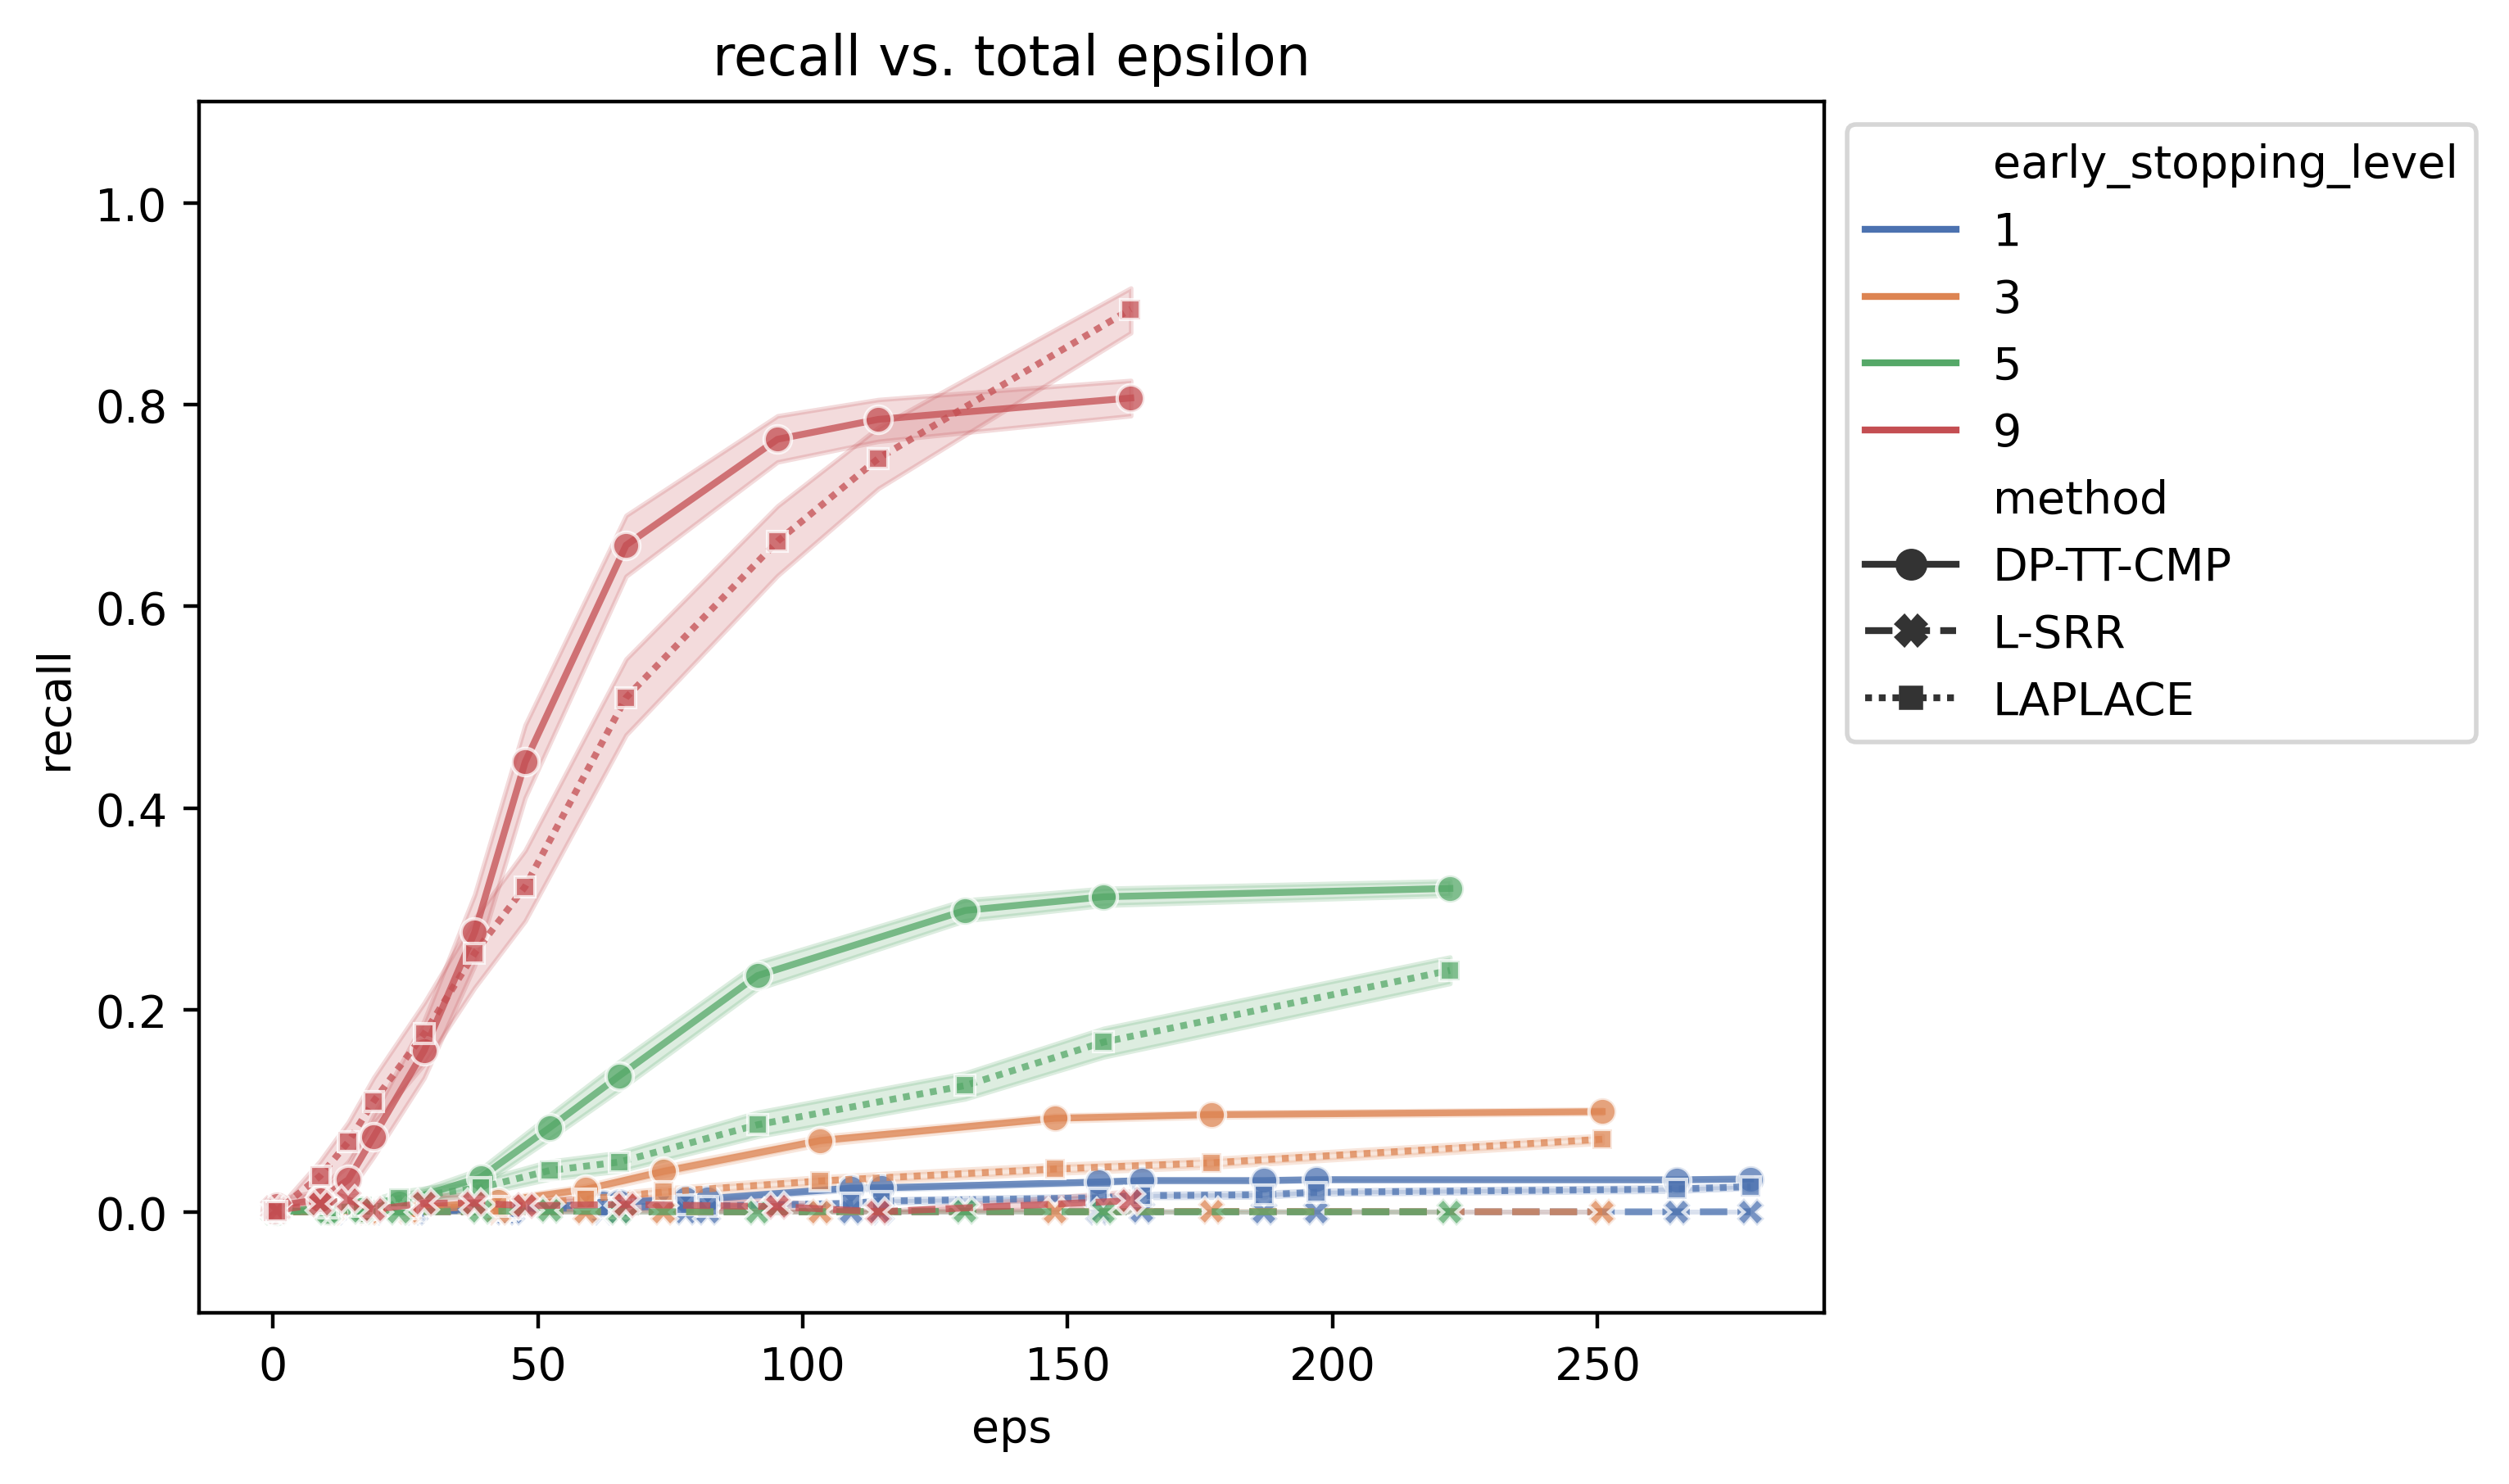 recall vs. total epsilon
1.0
0.8
0.6
0.4
0.2
0.0
recall
0 50 100 150 200 250
eps
early_stopping_level
1
3
5
9
method
DP-TT-CMP
L-SRR
LAPLACE